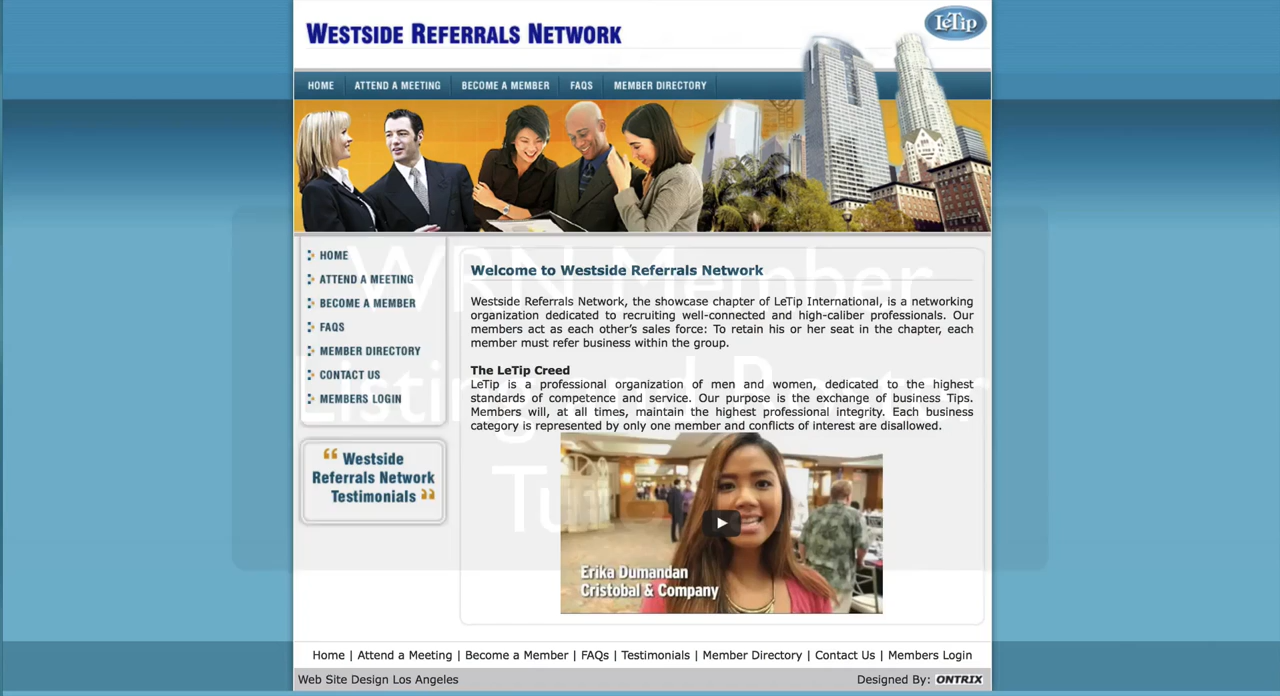 WESTSIDE REFERRALS NETWORK
LéTip
HOME
ATTEND A MEETING
BECOME A MEMBER
FAQS
MEMBER DIRECTORY
HOME
ATTEND A MEETING
BECOME A MEMBER
FAQS
MEMBER DIRECTORY
CONTACT US
MEMBERS LOGIN
“ Westside
Referrals Network
Testimonials ”
WRN Member
Welcome to Westside Referrals Network
Westside Referrals Network, the showcase chapter of LeTip International, is a networking
organization dedicated to recruiting well-connected and high-caliber professionals. Our
members act as each other’s sales force: To retain his or her seat in the chapter, each
member must refer business within the group.
The LeTip Creed
LeTip is a professional organization of men and women, dedicated to the highest
standards of competence and service. Our purpose is the exchange of business Tips.
Members will, at all times, maintain the highest professional integrity. Each business
category is represented by only one member and conflicts of interest are disallowed.
Erika Dumandan
Cristobal & Company
Home | Attend a Meeting | Become a Member | FAQs | Testimonials | Member Directory | Contact Us | Members Login
Web Site Design Los Angeles
Designed By: ONTRIX